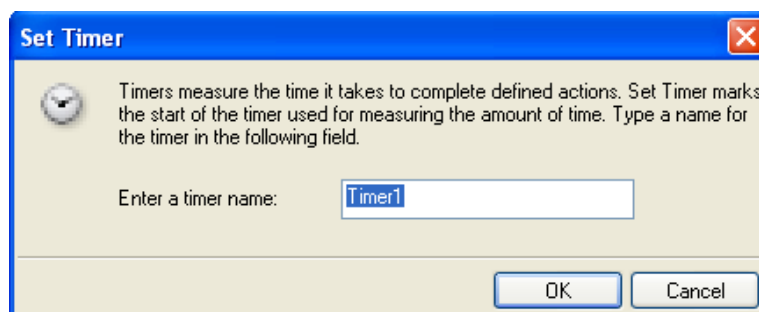 Set Timer
Timers measure the time it takes to complete defined actions. Set Timer marks
the start of the timer used for measuring the amount of time. Type a name for
the timer in the following field.
Enter a timer name: Timer1
OK Cancel